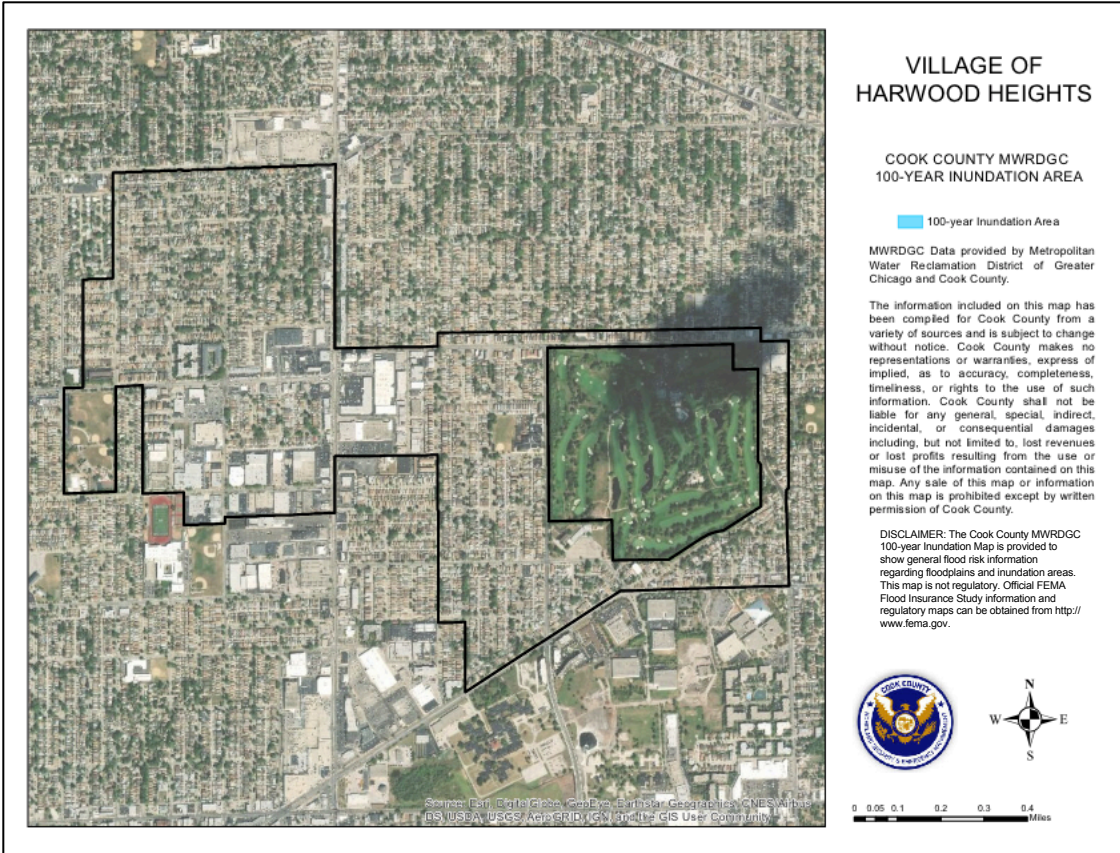 VILLAGE OF
HARWOOD HEIGHTS
COOK COUNTY MWRDGC
100-YEAR INUNDATION AREA
100-year Inundation Area
MWRDGC Data provided by Metropolitan
Water Reclamation District of Greater
Chicago and Cook County.
The information included on this map has
been compiled for Cook County from a
variety of sources and is subject to change
without notice. Cook County makes no
representations or warranties, express of
implied, as to accuracy, completeness,
timeliness, or rights to the use of such
information. Cook County shall not be
liable for any general, special, indirect,
incidental, or consequential damages
including, but not limited to, lost revenues
or lost profits resulting from the use or
misuse of the information contained on this
map. Any sale of this map or information
on this map is prohibited except by written
permission of Cook County.
DISCLAIMER: The Cook County MWRDGC
100-year Inundation Map is provided to
show general flood risk information
regarding floodplains and inundation areas.
This map is not regulatory. Official FEMA
Flood Insurance Study information and
regulatory maps can be obtained from http://
www.fema.gov.
COOK COUNTY
HOMELAND SECURITY & EMERGENCY MANAGEMENT
N
W E
S
0 0.05 0.1 0.2 0.3 0.4
Miles
Source: Esri, DigitalGlobe, GeoEye, Earthstar Geographics, CNES/Airbus
DS, USDA, USGS, AeroGRID, IGN, and the GIS User Community